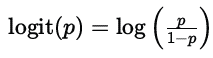 logit(p) = log(p/(1-p))